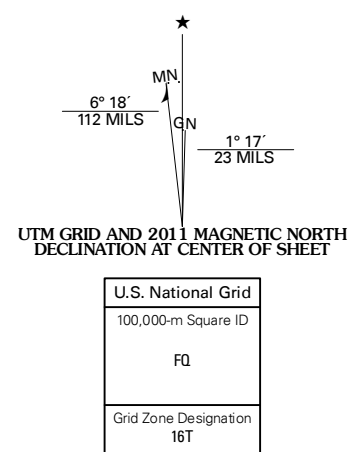 ★
M.N.
6° 18´
112 MILS
GN
1° 17´
23 MILS
UTM GRID AND 2011 MAGNETIC NORTH
DECLINATION AT CENTER OF SHEET
U.S. National Grid
100,000-m Square ID
FQ
Grid Zone Designation
16T